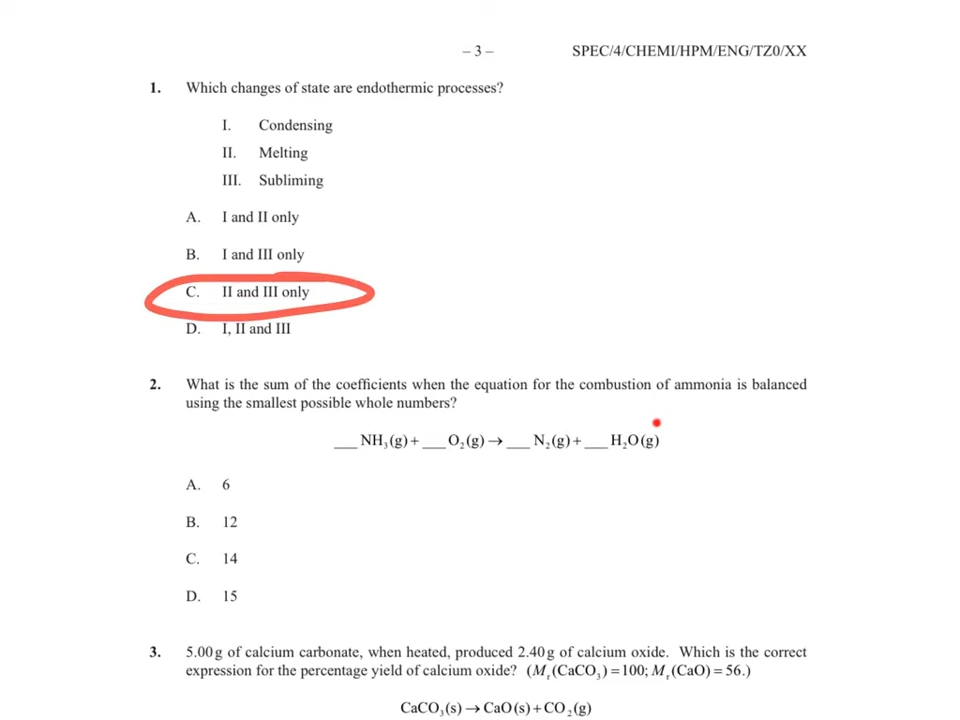 – 3 –
SPEC/4/CHEMI/HPM/ENG/TZ0/XX
1. Which changes of state are endothermic processes?
I. Condensing
II. Melting
III. Subliming
A. I and II only
B. I and III only
C. II and III only
D. I, II and III
2. What is the sum of the coefficients when the equation for the combustion of ammonia is balanced
using the smallest possible whole numbers?
___ NH₃(g) + ___ O₂(g) → ___ N₂(g) + ___ H₂O(g)
A. 6
B. 12
C. 14
D. 15
3. 5.00 g of calcium carbonate, when heated, produced 2.40 g of calcium oxide. Which is the correct
expression for the percentage yield of calcium oxide? (Mᵣ(CaCO₃) = 100; Mᵣ(CaO) = 56.)
CaCO₃(s) → CaO(s) + CO₂(g)